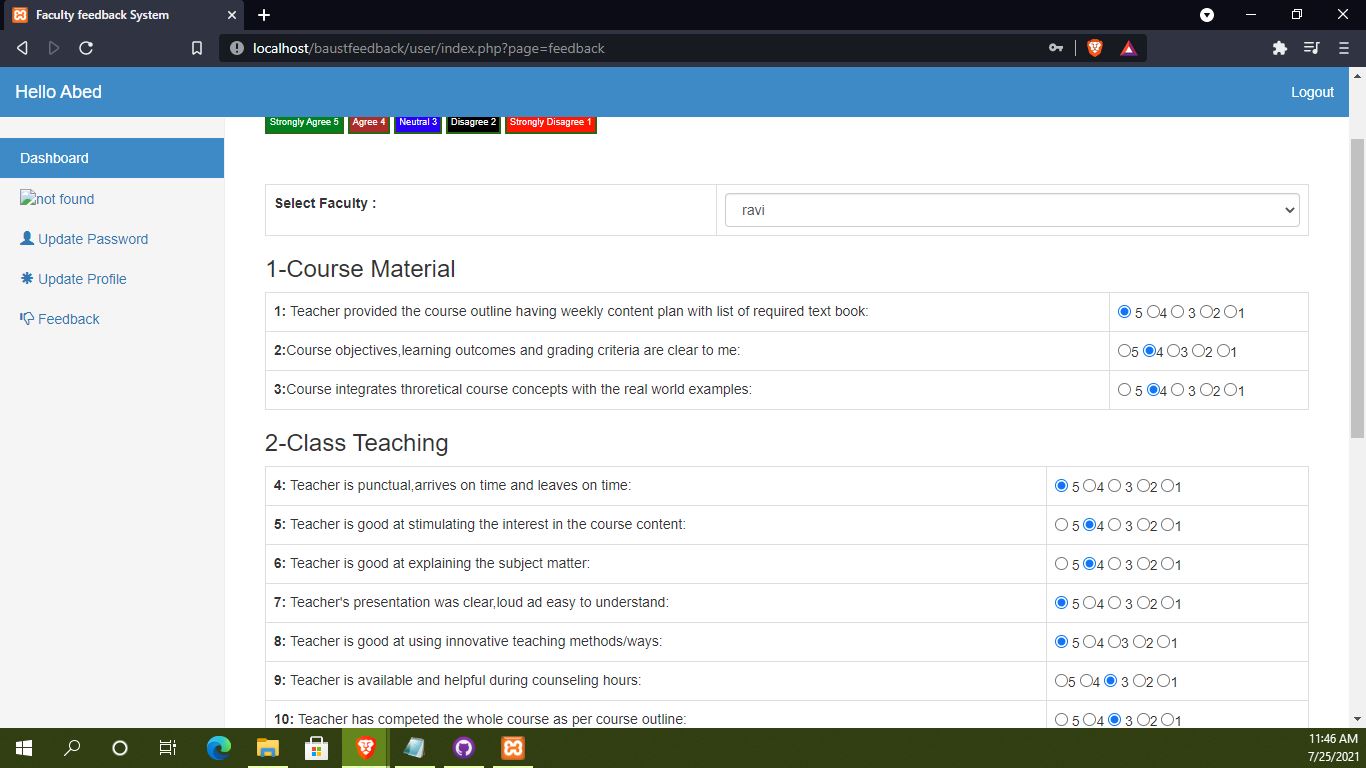 Faculty feedback System
localhost/baustfeedback/user/index.php?page=feedback
Hello Abed
Logout
Strongly Agree 5 Agree 4 Neutral 3 Disagree 2 Strongly Disagree 1
Dashboard
not found
Update Password
Update Profile
Feedback
Select Faculty :
ravi
1-Course Material
1: Teacher provided the course outline having weekly content plan with list of required text book: 5 4 3 2 1
2:Course objectives,learning outcomes and grading criteria are clear to me: 5 4 3 2 1
3:Course integrates throretical course concepts with the real world examples: 5 4 3 2 1
2-Class Teaching
4: Teacher is punctual,arrives on time and leaves on time: 5 4 3 2 1
5: Teacher is good at stimulating the interest in the course content: 5 4 3 2 1
6: Teacher is good at explaining the subject matter: 5 4 3 2 1
7: Teacher's presentation was clear,loud ad easy to understand: 5 4 3 2 1
8: Teacher is good at using innovative teaching methods/ways: 5 4 3 2 1
9: Teacher is available and helpful during counseling hours: 5 4 3 2 1
10: Teacher has competed the whole course as per course outline: 5 4 3 2 1
11:46 AM
7/25/2021